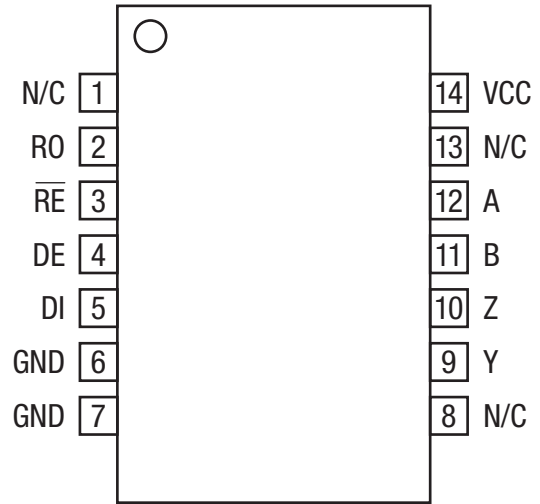 N/C 1 14 VCC
RO 2 13 N/C
RE 3 12 A
DE 4 11 B
DI 5 10 Z
GND 6 9 Y
GND 7 8 N/C